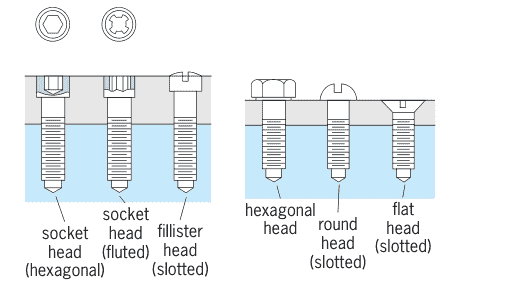 socket
head
(hexagonal)
socket
head
(fluted)
fillister
head
(slotted)
hexagonal
head
round
head
(slotted)
flat
head
(slotted)